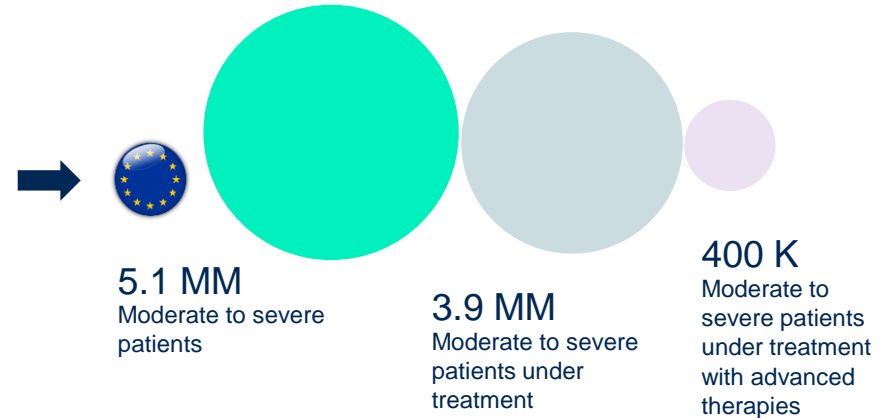 5.1 MM
Moderate to severe
patients
3.9 MM
Moderate to severe
patients under
treatment
400 K
Moderate to
severe patients
under treatment
with advanced
therapies